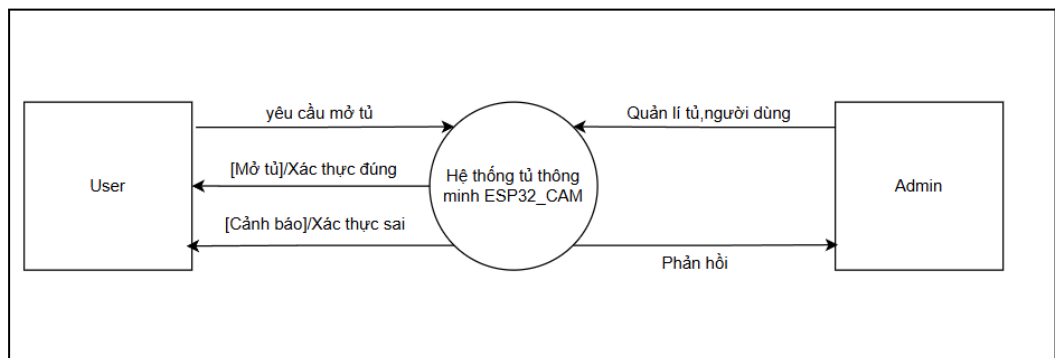 yêu cầu mở tủ
Quản lí tủ,người dùng
User
[Mở tủ]/Xác thực đúng
Hệ thống tủ thông
minh ESP32_CAM
Admin
[Cảnh báo]/Xác thực sai
Phản hồi